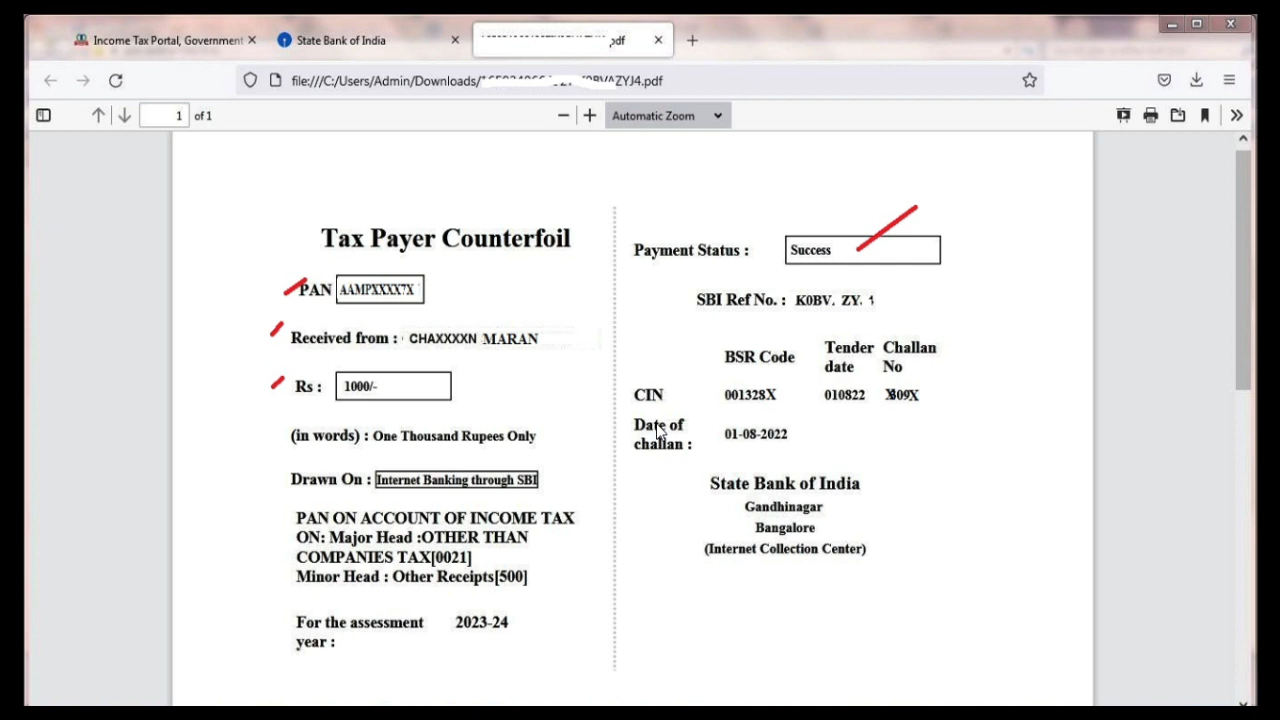 Income Tax Portal, Government
State Bank of India
pdf
file:///C:/Users/Admin/Downloads/ ZYJ4.pdf
1 of 1
Automatic Zoom
Tax Payer Counterfoil
PAN AAMPXXXX7X
Received from : CHAXXXXN MARAN
Rs : 1000/-
(in words) : One Thousand Rupees Only
Drawn On : Internet Banking through SBI
PAN ON ACCOUNT OF INCOME TAX
ON: Major Head :OTHER THAN
COMPANIES TAX[0021]
Minor Head : Other Receipts[500]
For the assessment year : 2023-24
Payment Status : Success
SBI Ref No. : K0BV. ZY.
BSR Code Tender date Challan No
CIN 001328X 010822
Date of challan : 01-08-2022
State Bank of India
Gandhinagar
Bangalore
(Internet Collection Center)